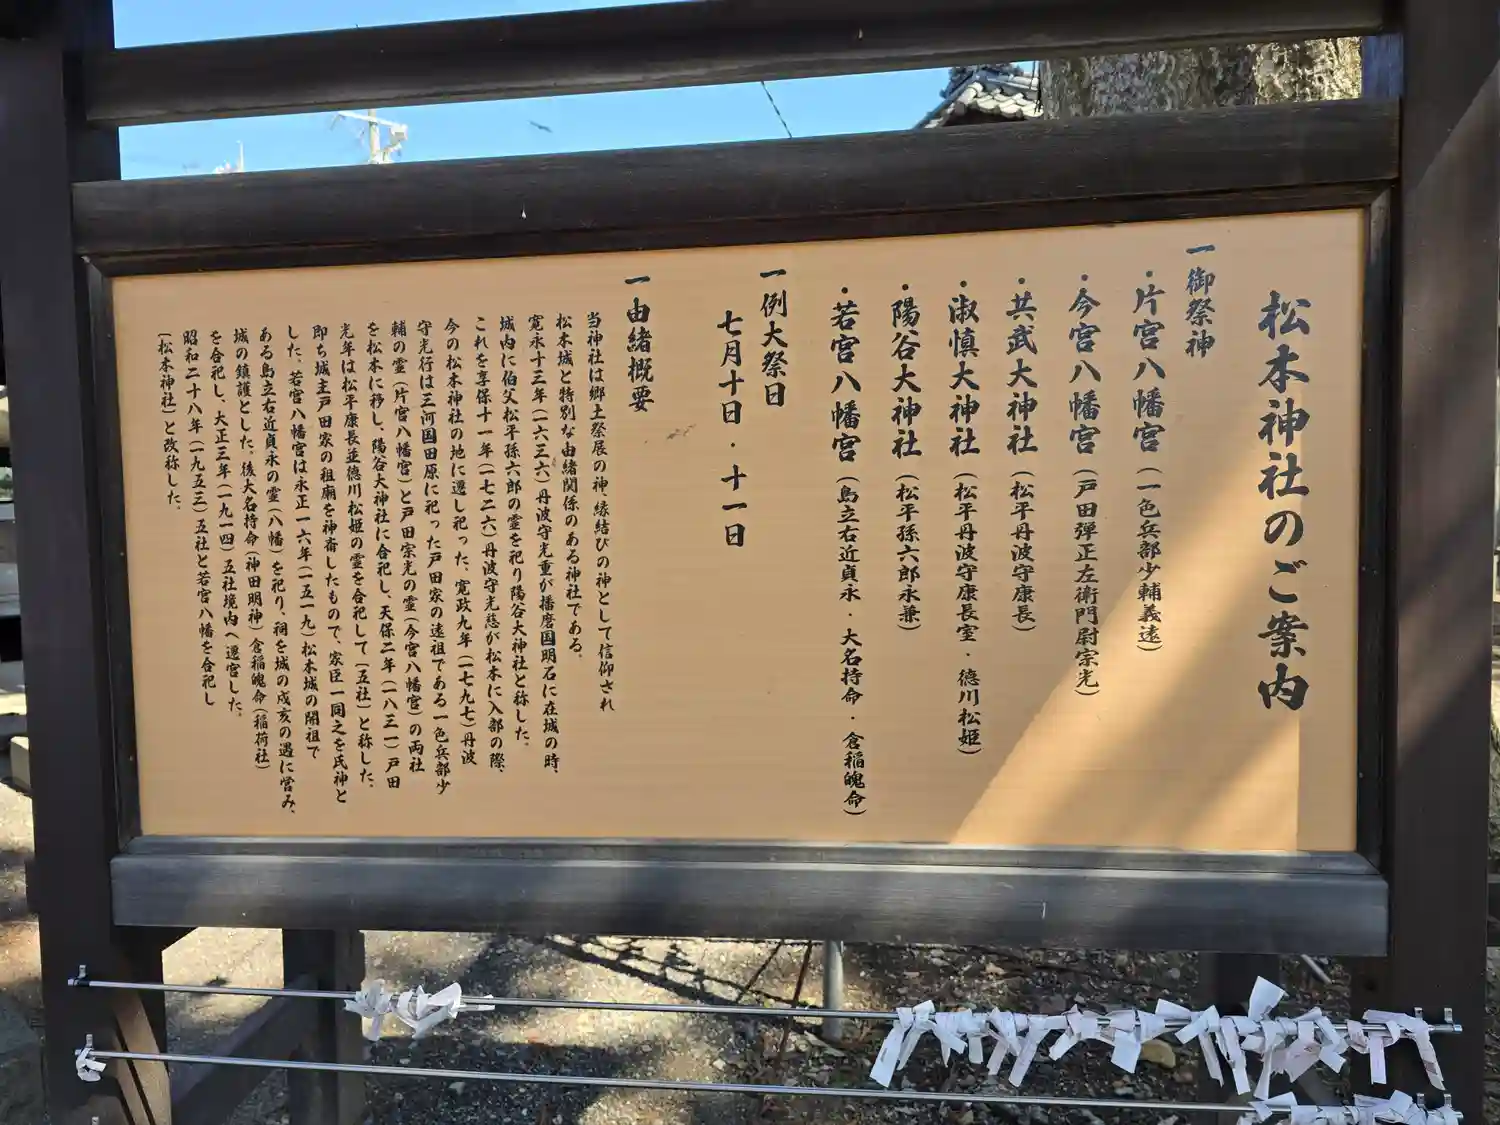 松本神社のご案内
一 御祭神
・片宮八幡宮(一色兵部少輔義遠)
・今宮八幡宮(戸田弾正左衛門尉宗光)
・共武大神社(松平丹波守康長)
・淑慎大神社(松平丹波守康長室・徳川松姫)
・陽谷大神社(松平孫六郎永兼)
・若宮八幡宮(島立右近貞永・大名持命・倉稲魄命)
一 例大祭日
七月十日・十一日
一 由緒概要
当神社は郷土祭展の神、縁結びの神として信仰され
松本城と特別な由緒関係のある神社である。
寛永十三年(一六三六)丹波守光重が播磨国明石に在城の時、
城内に伯父松平孫六郎の霊を祀り陽谷大神社と称した。
これを享保十一年(一七二六)丹波守光慈が松本に入部の際、
今の松本神社の地に遷し祀った、寛政九年(一七九七)丹波
守光行は三河国田原に祀った戸田家の遠祖である一色兵部少
輔の霊(片宮八幡宮)と戸田宗光の霊(今宮八幡宮)の両社
を松本に移し、陽谷大神社に合祀し、天保二年(一八三一)戸田
光年は松平康長並徳川松姫の霊を合祀して(五社)と称した。
即ち城主戸田家の祖廟を神斎したもので、家臣一同之を氏神と
した、若宮八幡宮は永正一六年(一五一九)松本城の開祖で
ある島立右近貞永の霊(八幡)を祀り、祠を城の戌亥の遇に営み、
城の鎮護とした。後大名持命(神田明神)倉稲魄命(稲荷社)
を合祀し、大正三年(一九一四)五社境内へ遷宮した。
昭和二十八年(一九五三)五社と若宮八幡を合祀し
(松本神社)と改称した。